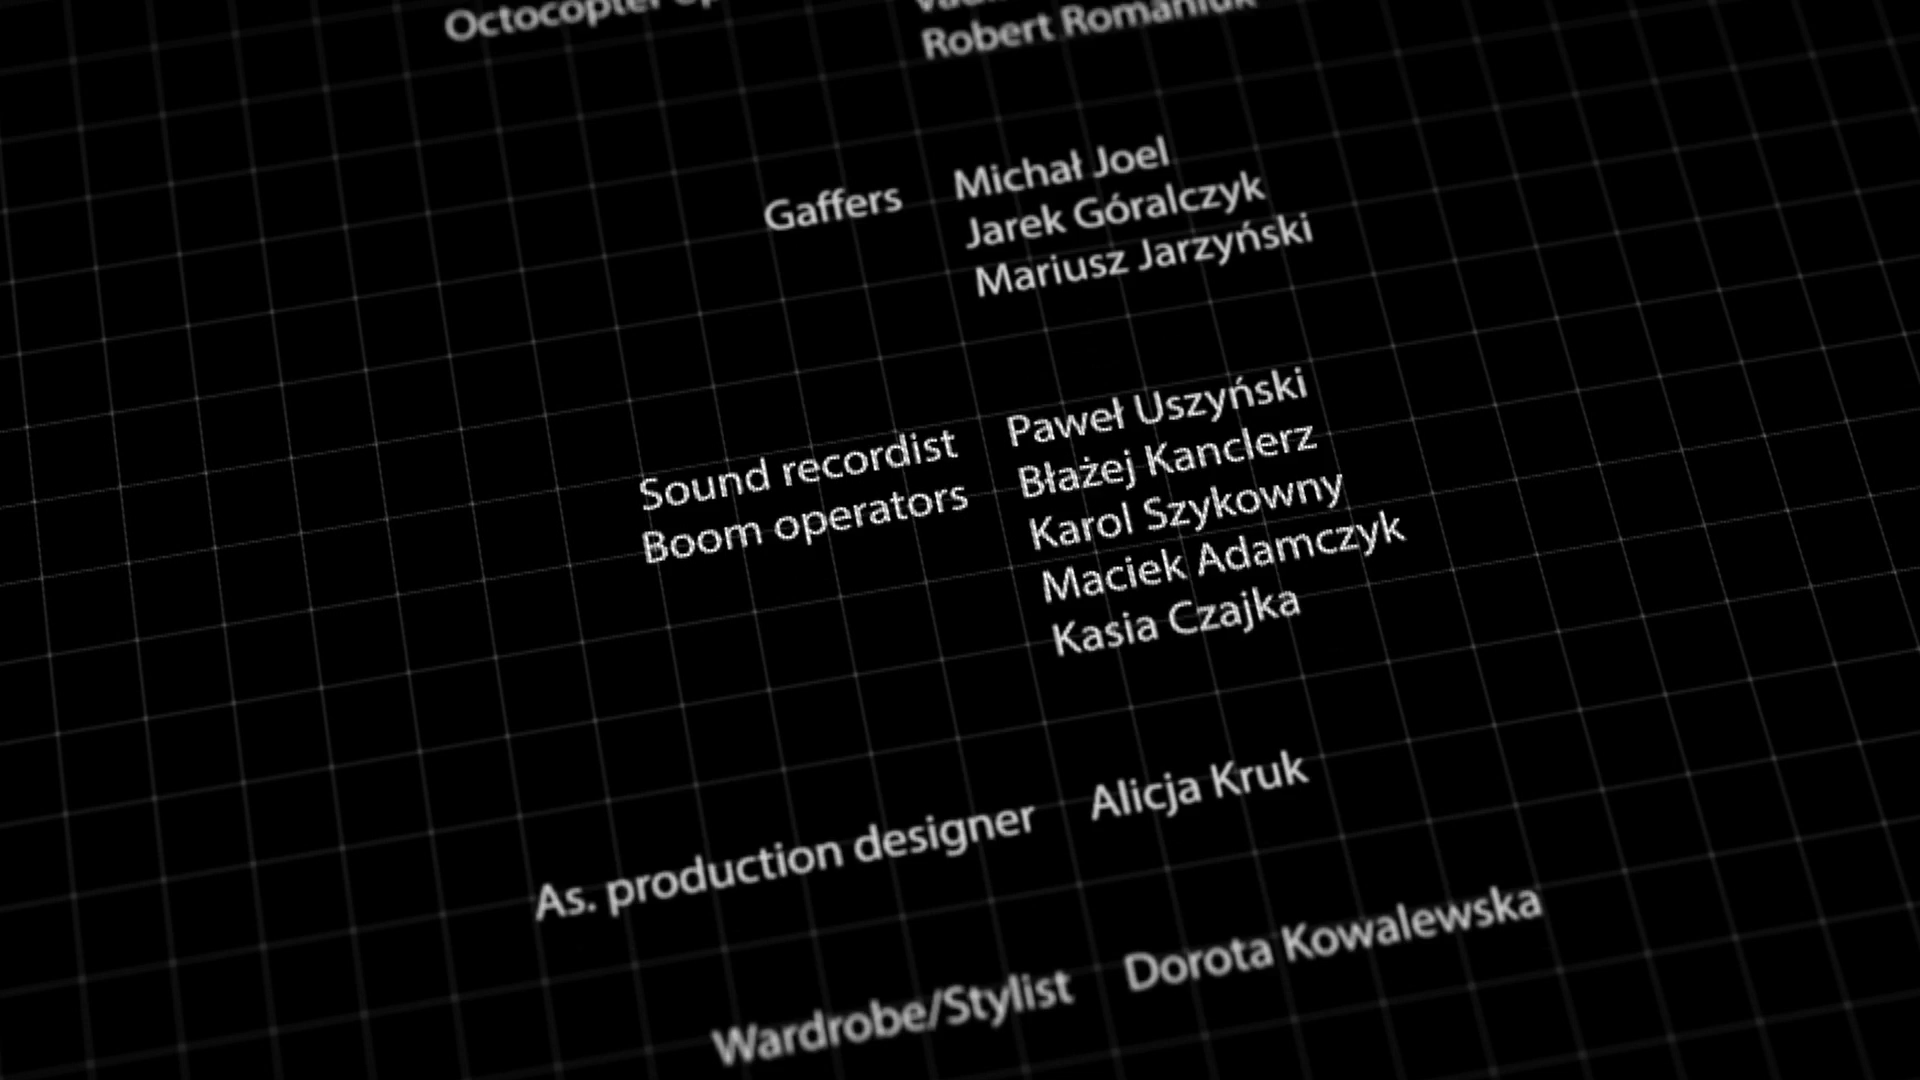 Octocopter
Robert Romaniuk
Gaffers Michał Joel
Jarek Góralczyk
Mariusz Jarzyński
Sound recordist Paweł Uszyński
Boom operators Błażej Kanclerz
Karol Szykowny
Maciek Adamczyk
Kasia Czajka
As. production designer Alicja Kruk
Wardrobe/Stylist Dorota Kowalewska